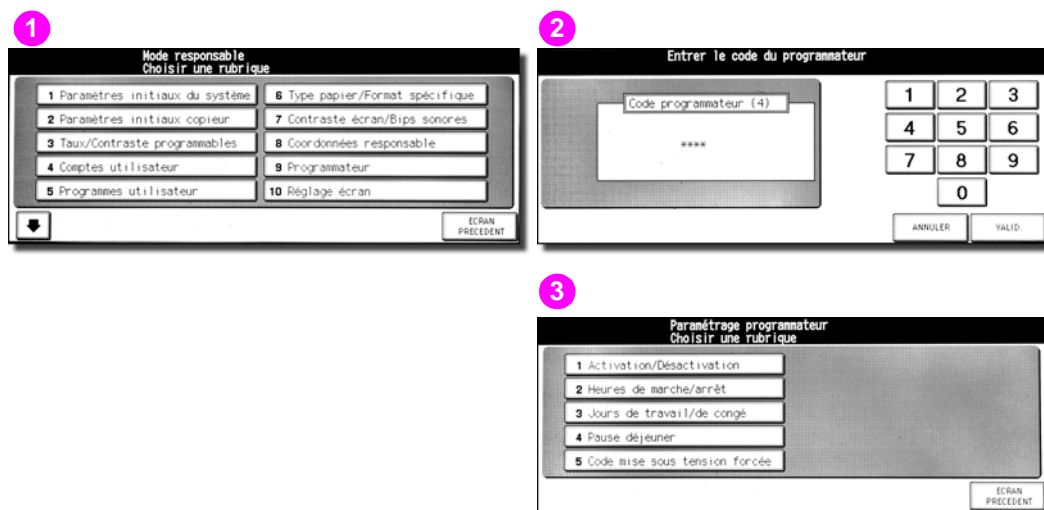 1
Mode responsable
Choisir une rubrique
1 Paramètres initiaux du système
2 Paramètres initiaux copieur
3 Taux/Contraste programmables
4 Comptes utilisateur
5 Programmes utilisateur
6 Type papier/Format spécifique
7 Contraste écran/Bips sonores
8 Coordonnées responsable
9 Programmateur
10 Réglage écran
ECRAN
PRECEDENT
2
Entrer le code du programmateur
Code programmateur (4)
****
1 2 3
4 5 6
7 8 9
0
ANNULER VALID.
3
Paramétrage programmateur
Choisir une rubrique
1 Activation/Désactivation
2 Heures de marche/arrêt
3 Jours de travail/de congé
4 Pause déjeuner
5 Code mise sous tension forcée
ECRAN
PRECEDENT